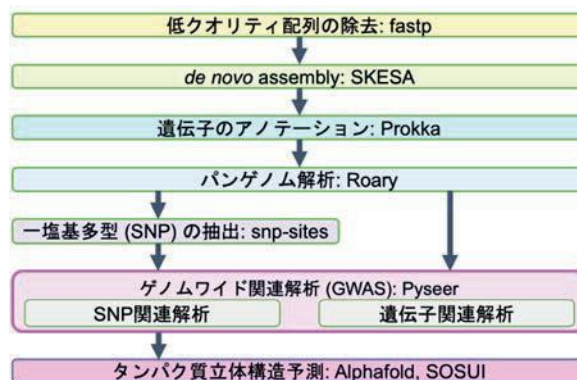 低クオリティ配列の除去: fastp
de novo assembly: SKESA
遺伝子のアノテーション: Prokka
パンゲノム解析: Roary
一塩基多型 (SNP) の抽出: snp-sites
ゲノムワイド関連解析 (GWAS): Pyseer
SNP関連解析
遺伝子関連解析
タンパク質立体構造予測: Alphafold, SOSUI